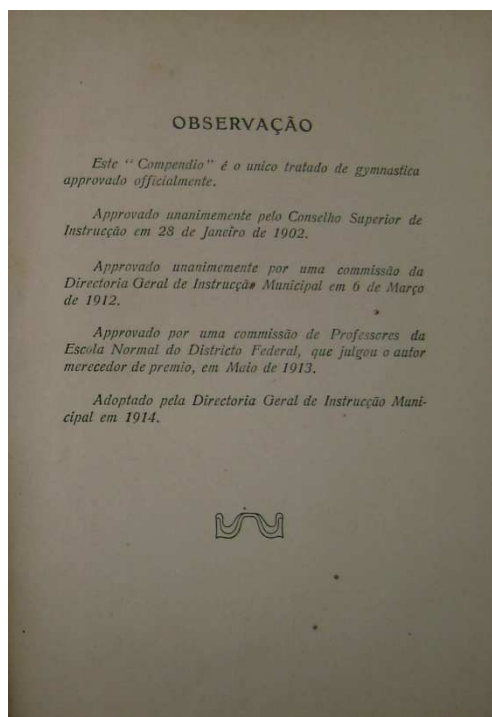 OBSERVAÇÃO
Este "Compendio" é o unico tratado de gymnastica
approvado officialmente.
Approvado unanimemente pelo Conselho Superior de
Instrucção em 28 de Janeiro de 1902.
Approvado unanimemente por uma commissão da
Directoria Geral de Instrucção Municipal em 6 de Março
de 1912.
Approvado por uma commissão de Professores da
Escola Normal do Districto Federal, que julgou o autor
merecedor de premio, em Maio de 1913.
Adoptado pela Directoria Geral de Instrucção Muni-
cipal em 1914.